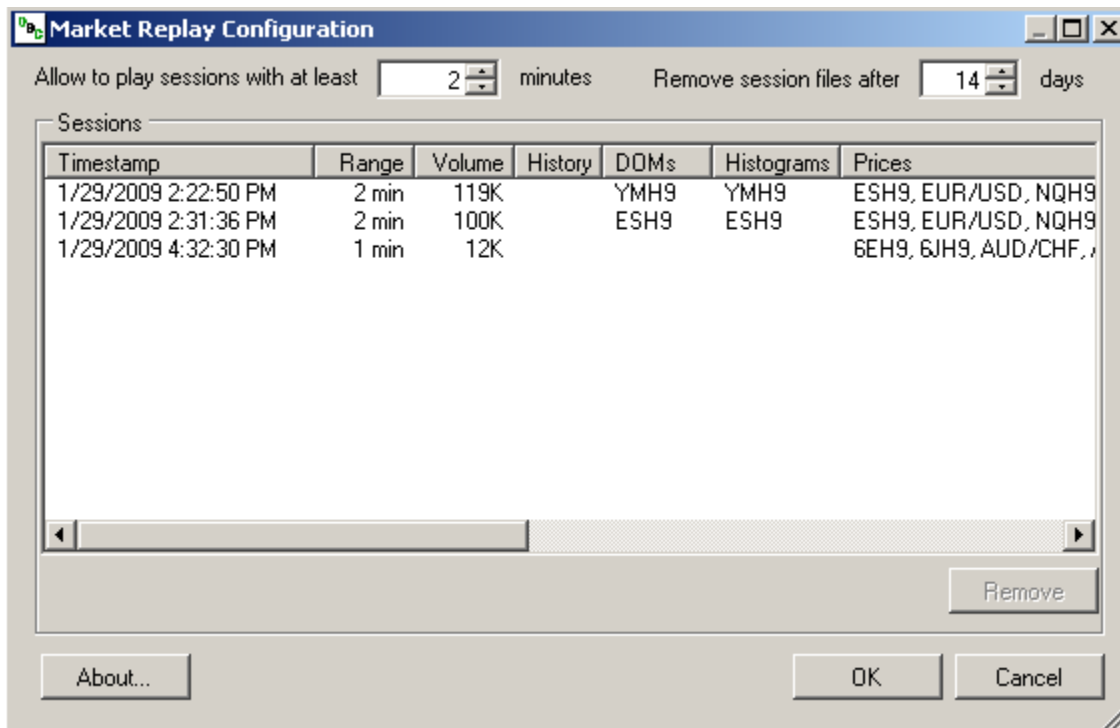 DBC Market Replay Configuration
Allow to play sessions with at least 2 minutes Remove session files after 14 days
Sessions
Timestamp Range Volume History DOMs Histograms Prices
1/29/2009 2:22:50 PM 2 min 119K YMH9 YMH9 ESH9, EUR/USD, NQH9
1/29/2009 2:31:36 PM 2 min 100K ESH9 ESH9 ESH9, EUR/USD, NQH9
1/29/2009 4:32:30 PM 1 min 12K 6EH9, 6JH9, AUD/CHF,
Remove
About... OK Cancel